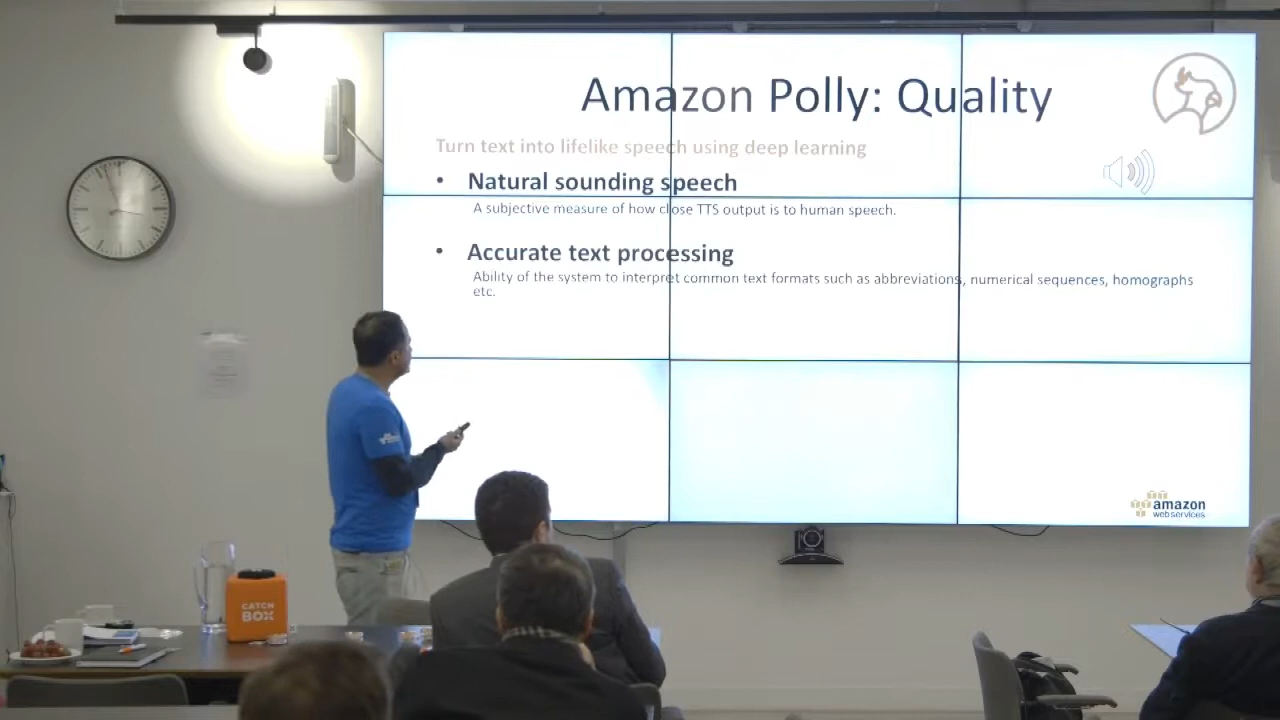 Amazon Polly: Quality
Turn text into lifelike speech using deep learning
• Natural sounding speech
A subjective measure of how close TTS output is to human speech.
• Accurate text processing
Ability of the system to interpret common text formats such as abbreviations, numerical sequences, homographs
etc.
amazon
webservices
CATCH
BOX